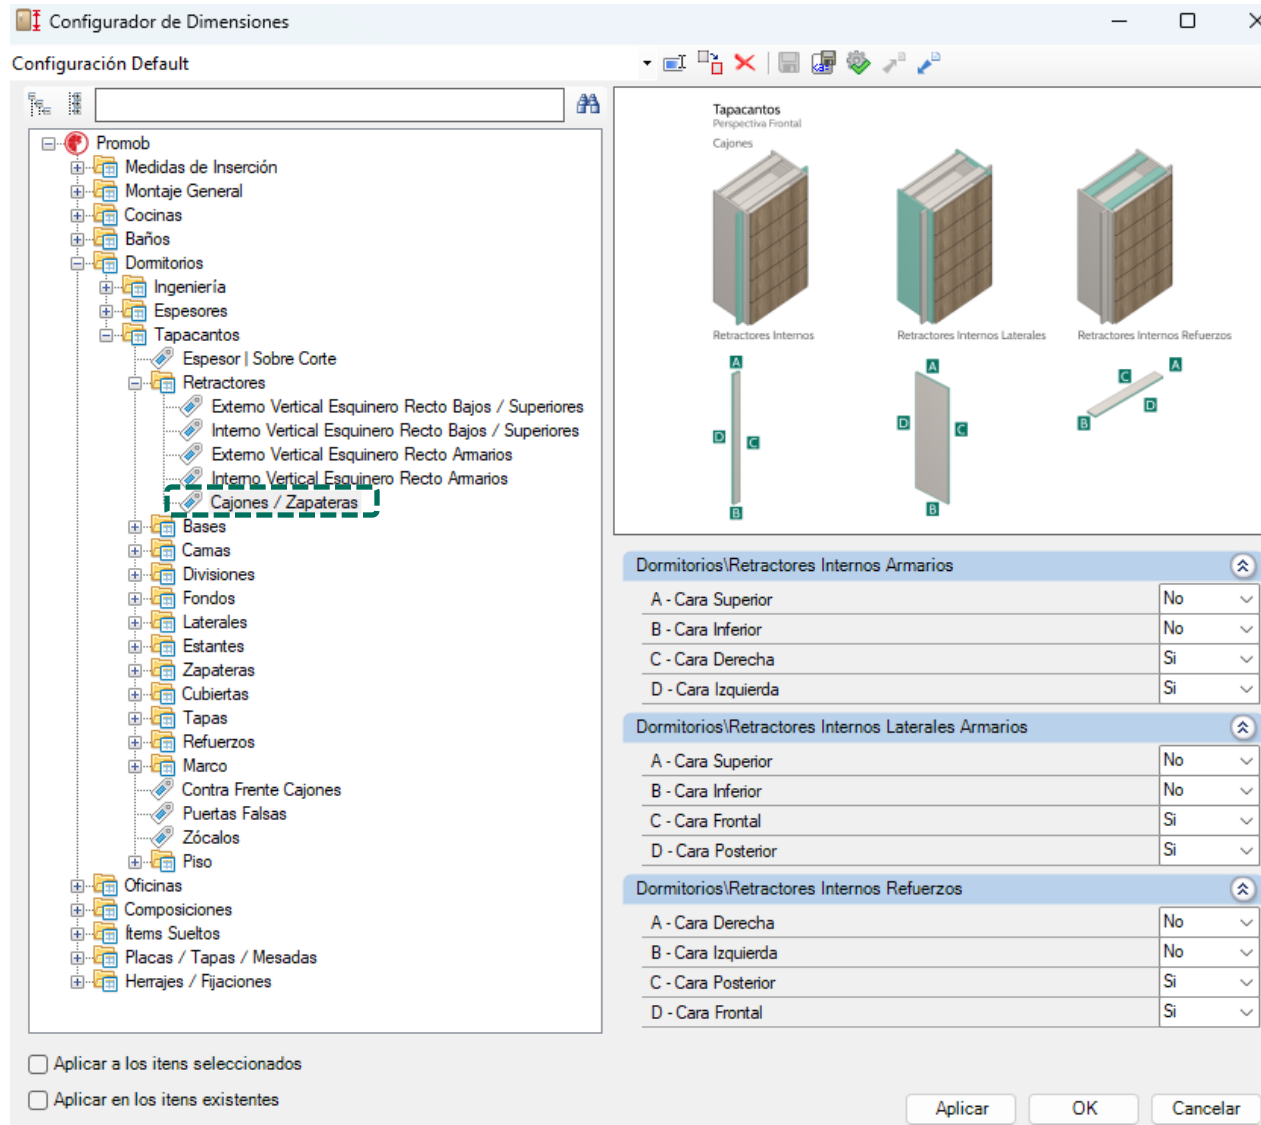 Configurador de Dimensiones
Configuración Default
Promob
Medidas de Inserción
Montaje General
Cocinas
Baños
Dormitorios
Ingeniería
Espesores
Tapacantos
Espesor | Sobre Corte
Retractores
Externo Vertical Esquinero Recto Bajos / Superiores
Interno Vertical Esquinero Recto Bajos / Superiores
Externo Vertical Esquinero Recto Armarios
Interno Vertical Esquinero Recto Armarios
Cajones / Zapateras
Bases
Camas
Divisiones
Fondos
Laterales
Estantes
Zapateras
Cubiertas
Tapas
Refuerzos
Marco
Contra Frente Cajones
Puertas Falsas
Zócalos
Piso
Oficinas
Composiciones
Ítems Sueltos
Placas / Tapas / Mesadas
Herrajes / Fijaciones
Tapacantos
Perspectiva Frontal
Cajones
Retractores Internos
Retractores Internos Laterales
Retractores Internos Refuerzos
A
D C
B
A
D C
B
A
C
D
B
Dormitorios\Retractores Internos Armarios
A - Cara Superior No
B - Cara Inferior No
C - Cara Derecha Si
D - Cara Izquierda Si
Dormitorios\Retractores Internos Laterales Armarios
A - Cara Superior No
B - Cara Inferior No
C - Cara Frontal Si
D - Cara Posterior Si
Dormitorios\Retractores Internos Refuerzos
A - Cara Derecha No
B - Cara Izquierda No
C - Cara Posterior Si
D - Cara Frontal Si
Aplicar a los itens seleccionados
Aplicar en los itens existentes
Aplicar OK Cancelar